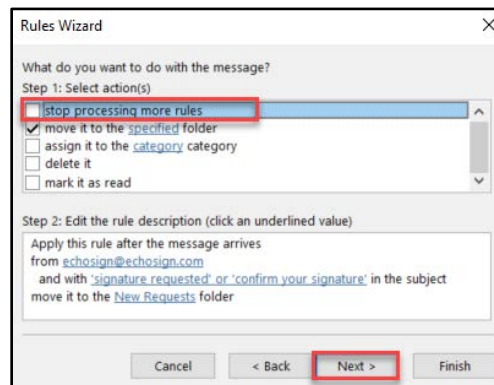 Rules Wizard
What do you want to do with the message?
Step 1: Select action(s)
stop processing more rules
move it to the specified folder
assign it to the category category
delete it
mark it as read
Step 2: Edit the rule description (click an underlined value)
Apply this rule after the message arrives
from echosign@echosign.com
and with 'signature requested' or 'confirm your signature' in the subject
move it to the New Requests folder
Cancel < Back Next > Finish